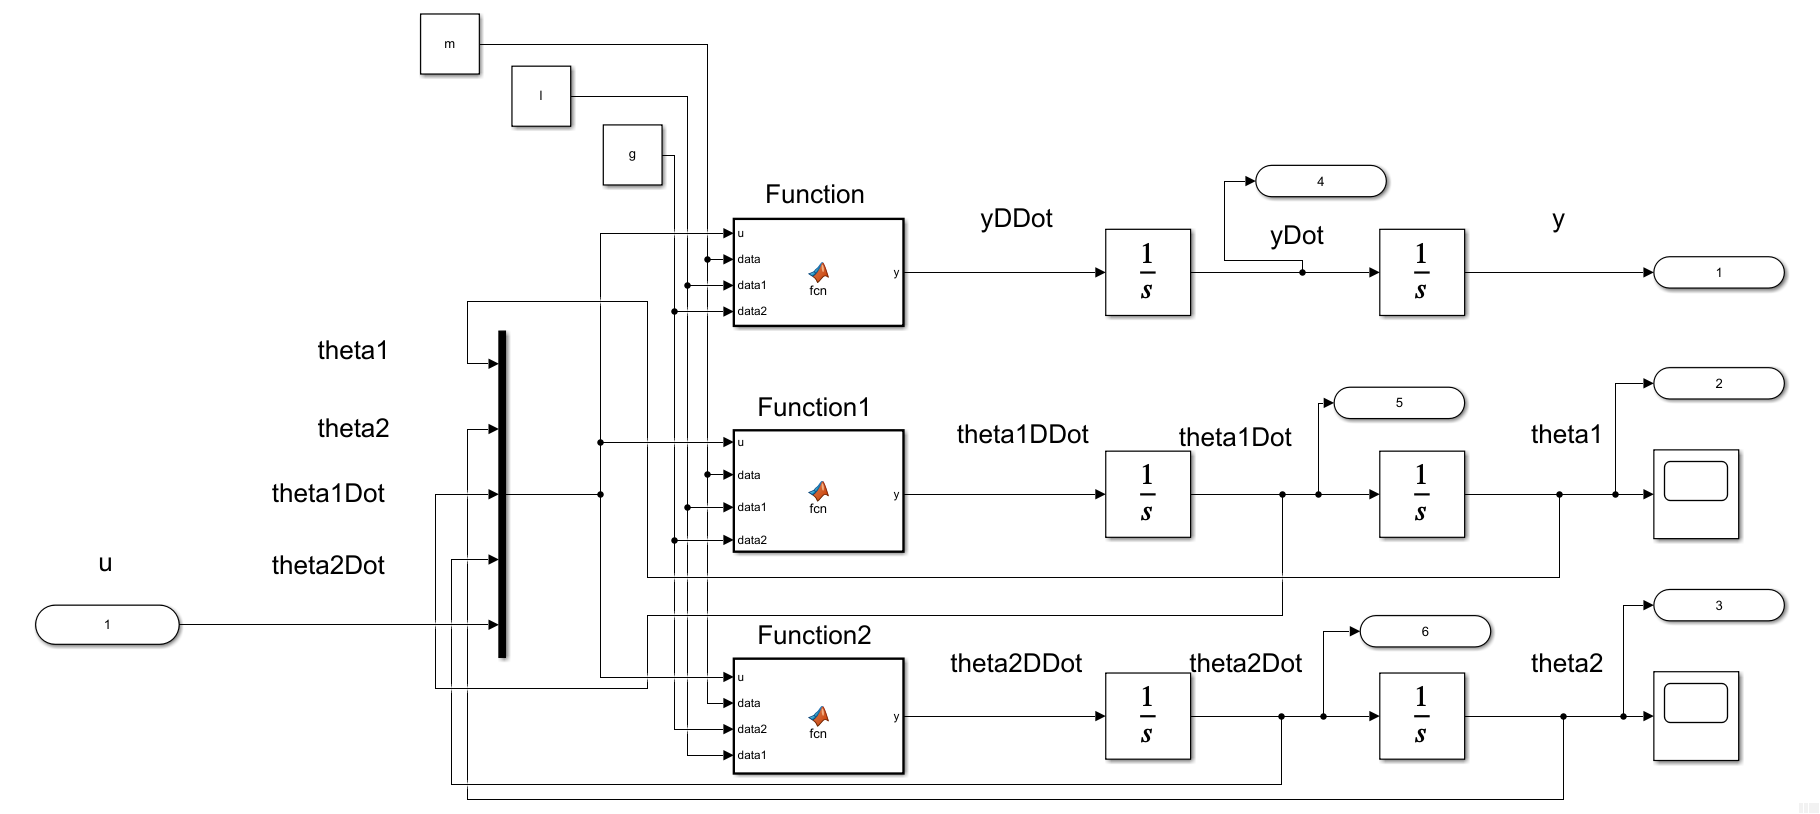 m
l
g
Function
u
data
data1
data2
fcn
y
yDDot
1
s
4
yDot
1
s
y
1
theta1
theta2
theta1Dot
theta2Dot
u
1
Function1
u
data
data1
data2
fcn
y
theta1DDot
1
s
theta1Dot
5
1
s
theta1
2
Function2
u
data
data2
data1
fcn
y
theta2DDot
1
s
theta2Dot
6
1
s
theta2
3